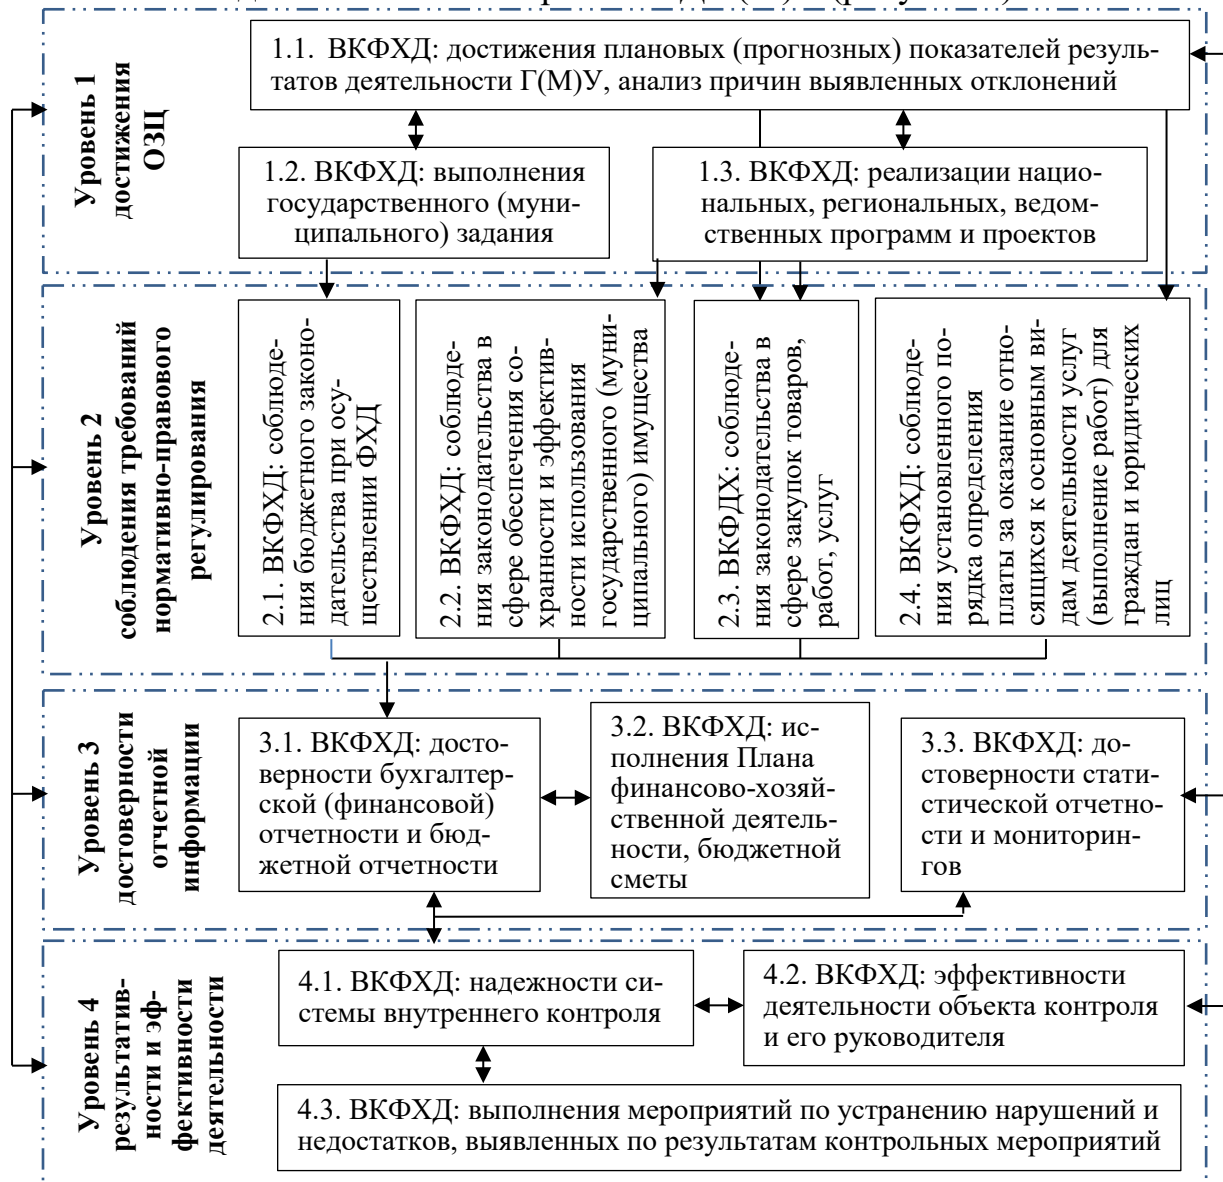 Уровень 1
достижения
ОЗЦ
1.1. ВКФХД: достижения плановых (прогнозных) показателей резуль-
татов деятельности Г(М)У, анализ причин выявленных отклонений
1.2. ВКФХД: выполнения
государственного (муни-
ципального) задания
1.3. ВКФХД: реализации нацио-
нальных, региональных, ведом-
ственных программ и проектов
Уровень 2
соблюдения требований
нормативно-правового
регулирования
2.1. ВКФХД: соблюде-
ния бюджетного законо-
дательства при осу-
ществлении ФХД
2.2. ВКФХД: соблюде-
ния законодательства в
сфере обеспечения со-
хранности и эффектив-
ности использования
государственного (муни-
ципального) имущества
2.3. ВКФДХ: соблюде-
ния законодательства в
сфере закупок товаров,
работ, услуг
2.4. ВКФХД: соблюде-
ния установленного по-
рядка определения
платы за оказание отно-
сящихся к основным ви-
дам деятельности услуг
(выполнение работ) для
граждан и юридических
лиц
Уровень 3
достоверности
отчетной
информации
3.1. ВКФХД: досто-
верности бухгалтер-
ской (финансовой)
отчетности и бюд-
жетной отчетности
3.2. ВКФХД: ис-
полнения Плана
финансово-хозяй-
ственной деятель-
ности, бюджетной
сметы
3.3. ВКФХД: до-
стоверности стати-
стической отчетно-
сти и мониторин-
гов
Уровень 4
результатив-
ности и эф-
фективности
деятельности
4.1. ВКФХД: надежности си-
стемы внутреннего контроля
4.2. ВКФХД: эффективности
деятельности объекта контроля
и его руководителя
4.3. ВКФХД: выполнения мероприятий по устранению нарушений и
недостатков, выявленных по результатам контрольных мероприятий